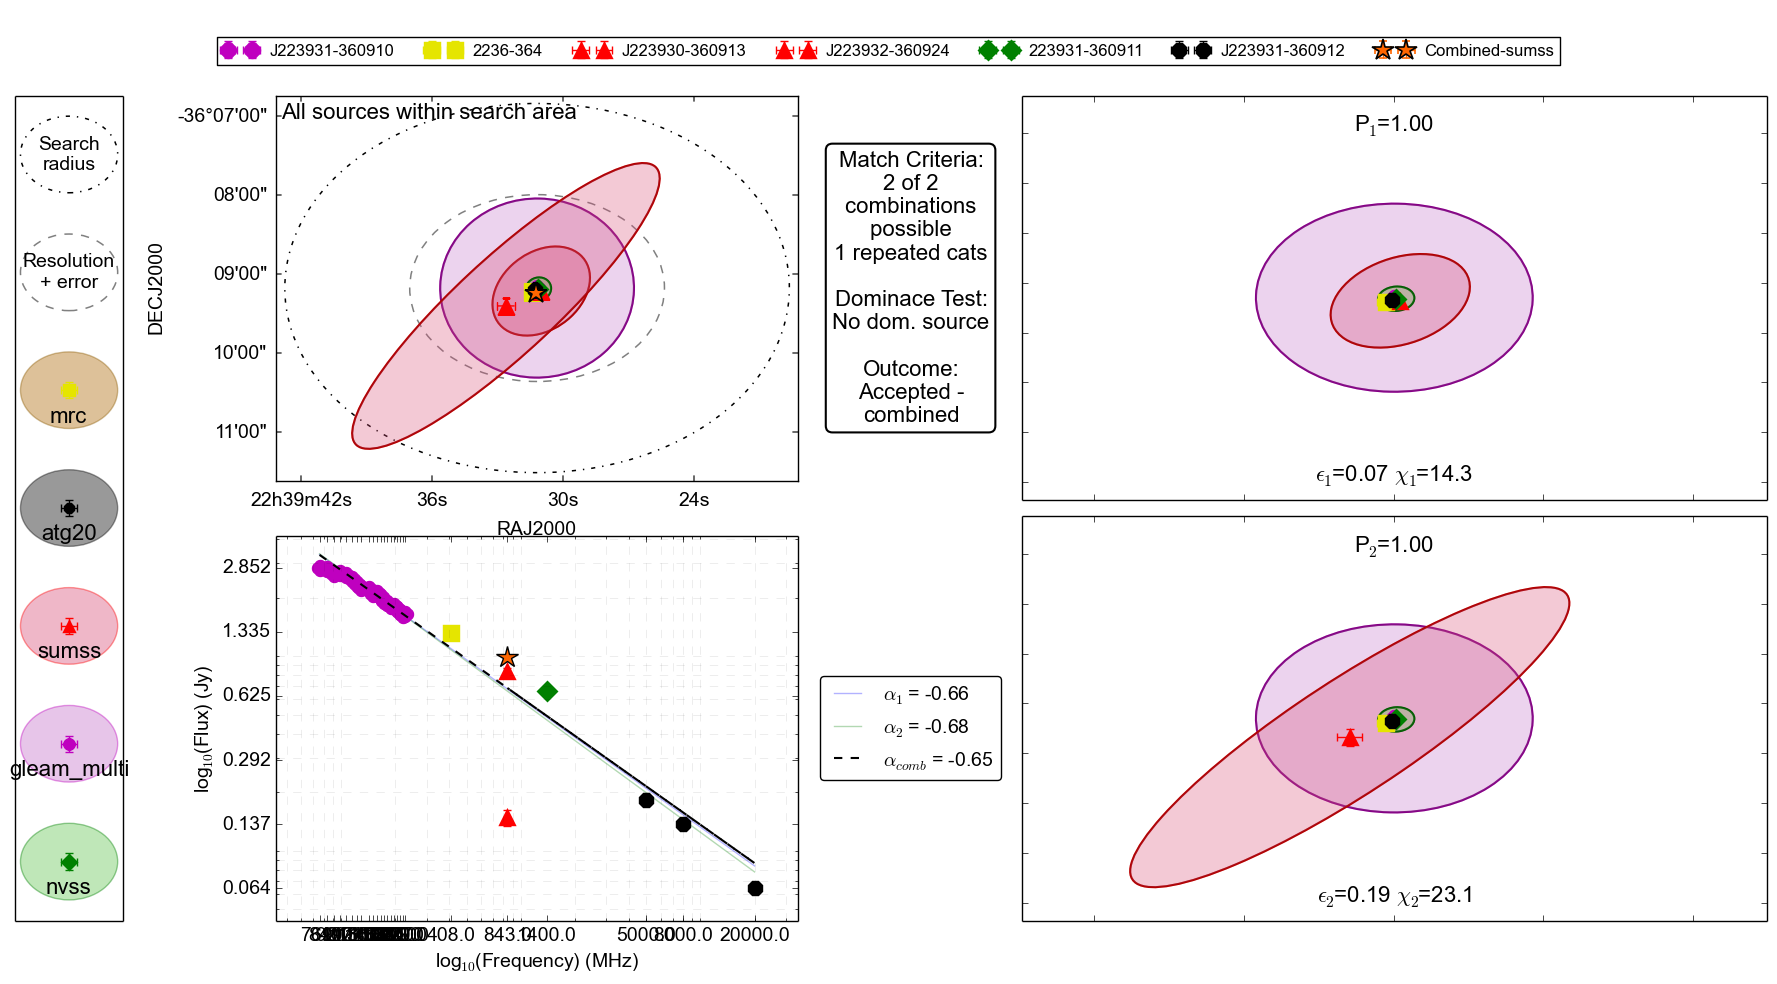 J223931-360910
2236-364
J223930-360913
J223932-360924
223931-360911
J223931-360912
Combined-sumss
Search
radius
Resolution
+ error
mrc
atg20
sumss
gleam_multi
nvss
All sources within search area
-36°07'00"
08'00"
09'00"
10'00"
11'00"
DECJ2000
22h39m42s
36s
30s
24s
RAJ2000
Match Criteria:
2 of 2
combinations
possible
1 repeated cats
Dominace Test:
No dom. source
Outcome:
Accepted -
combined
P₁=1.00
ϵ₁=0.07 χ₁=14.3
P₂=1.00
ϵ₂=0.19 χ₂=23.1
2.852
1.335
0.625
0.292
0.137
0.064
log₁₀(Flux) (Jy)
408.0
843.0
1400.0
5000.0
8000.0
20000.0
log₁₀(Frequency) (MHz)
α₁ = -0.66
α₂ = -0.68
α_comb = -0.65